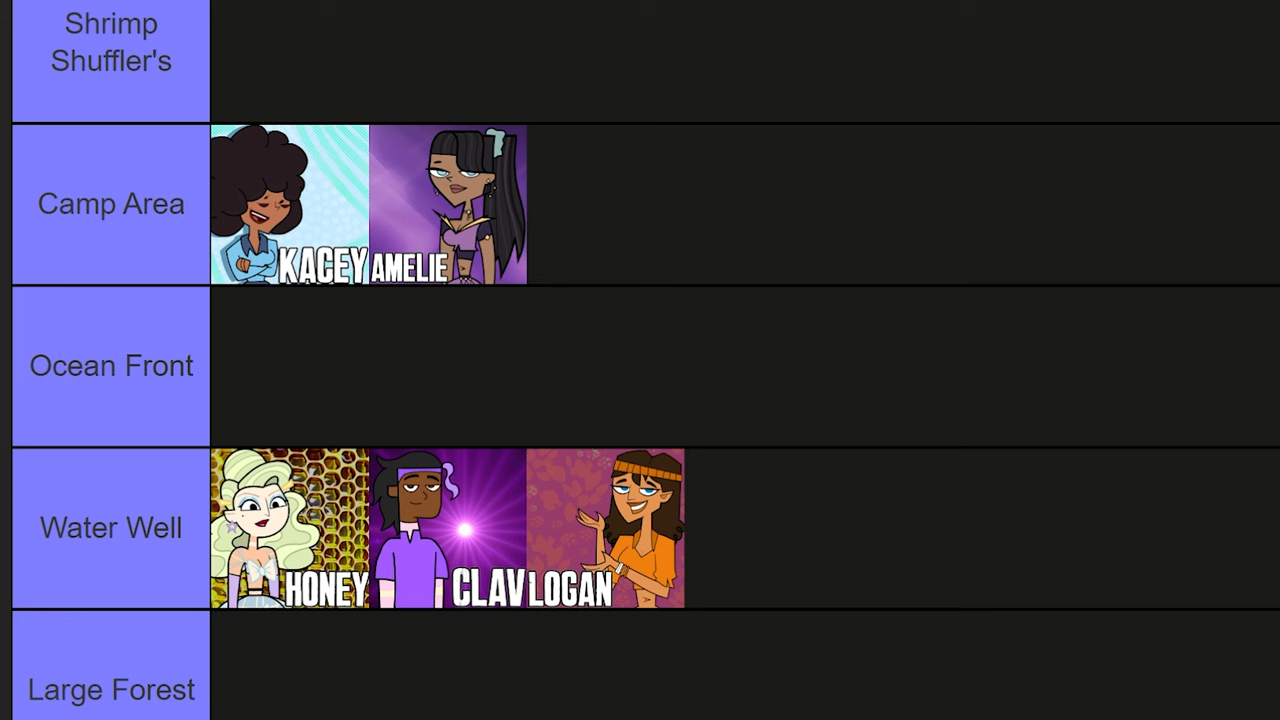 Shrimp
Shuffler's
Camp Area
KACEY
AMELIE
Ocean Front
Water Well
HONEY
CLAV
LOGAN
Large Forest